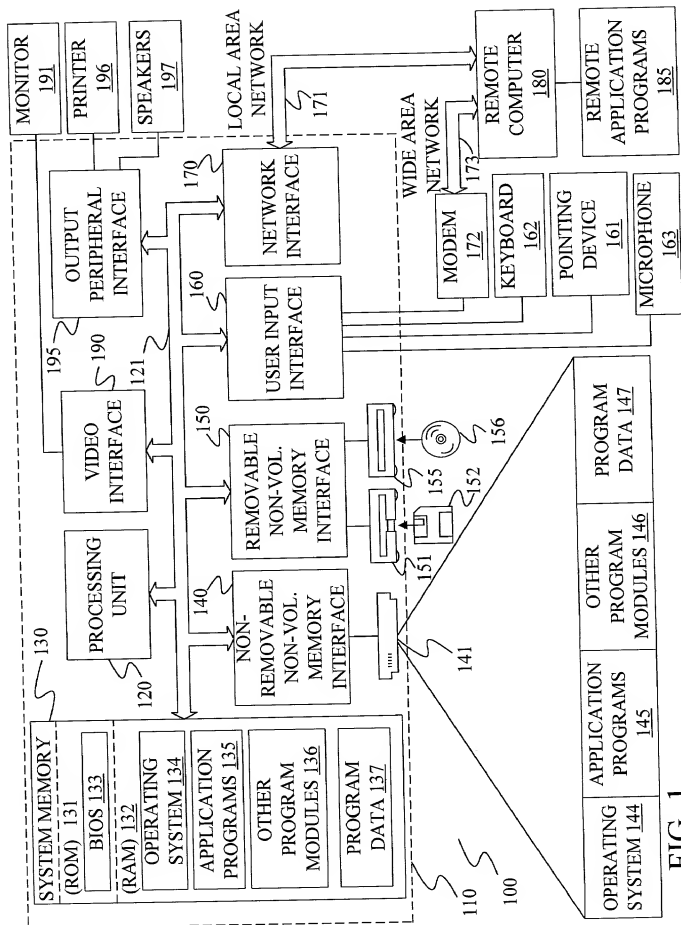 SYSTEM MEMORY
(ROM) 131
BIOS 133
(RAM) 132
OPERATING
SYSTEM 134
APPLICATION
PROGRAMS 135
OTHER
PROGRAM
MODULES 136
PROGRAM
DATA 137
130
PROCESSING
UNIT
120
VIDEO
INTERFACE
190
121
OUTPUT
PERIPHERAL
INTERFACE
195
MONITOR
191
PRINTER
196
SPEAKERS
197
NON-
REMOVABLE
NON-VOL.
MEMORY
INTERFACE
140
REMOVABLE
NON-VOL.
MEMORY
INTERFACE
150
USER INPUT
INTERFACE
160
NETWORK
INTERFACE
170
LOCAL AREA
NETWORK
171
141
151
152
155
156
WIDE AREA
NETWORK
173
MODEM
172
KEYBOARD
162
POINTING
DEVICE
161
MICROPHONE
163
REMOTE
COMPUTER
180
REMOTE
APPLICATION
PROGRAMS
185
110
100
OPERATING
SYSTEM 144
APPLICATION
PROGRAMS
145
OTHER
PROGRAM
MODULES 146
PROGRAM
DATA 147
FIG. 1